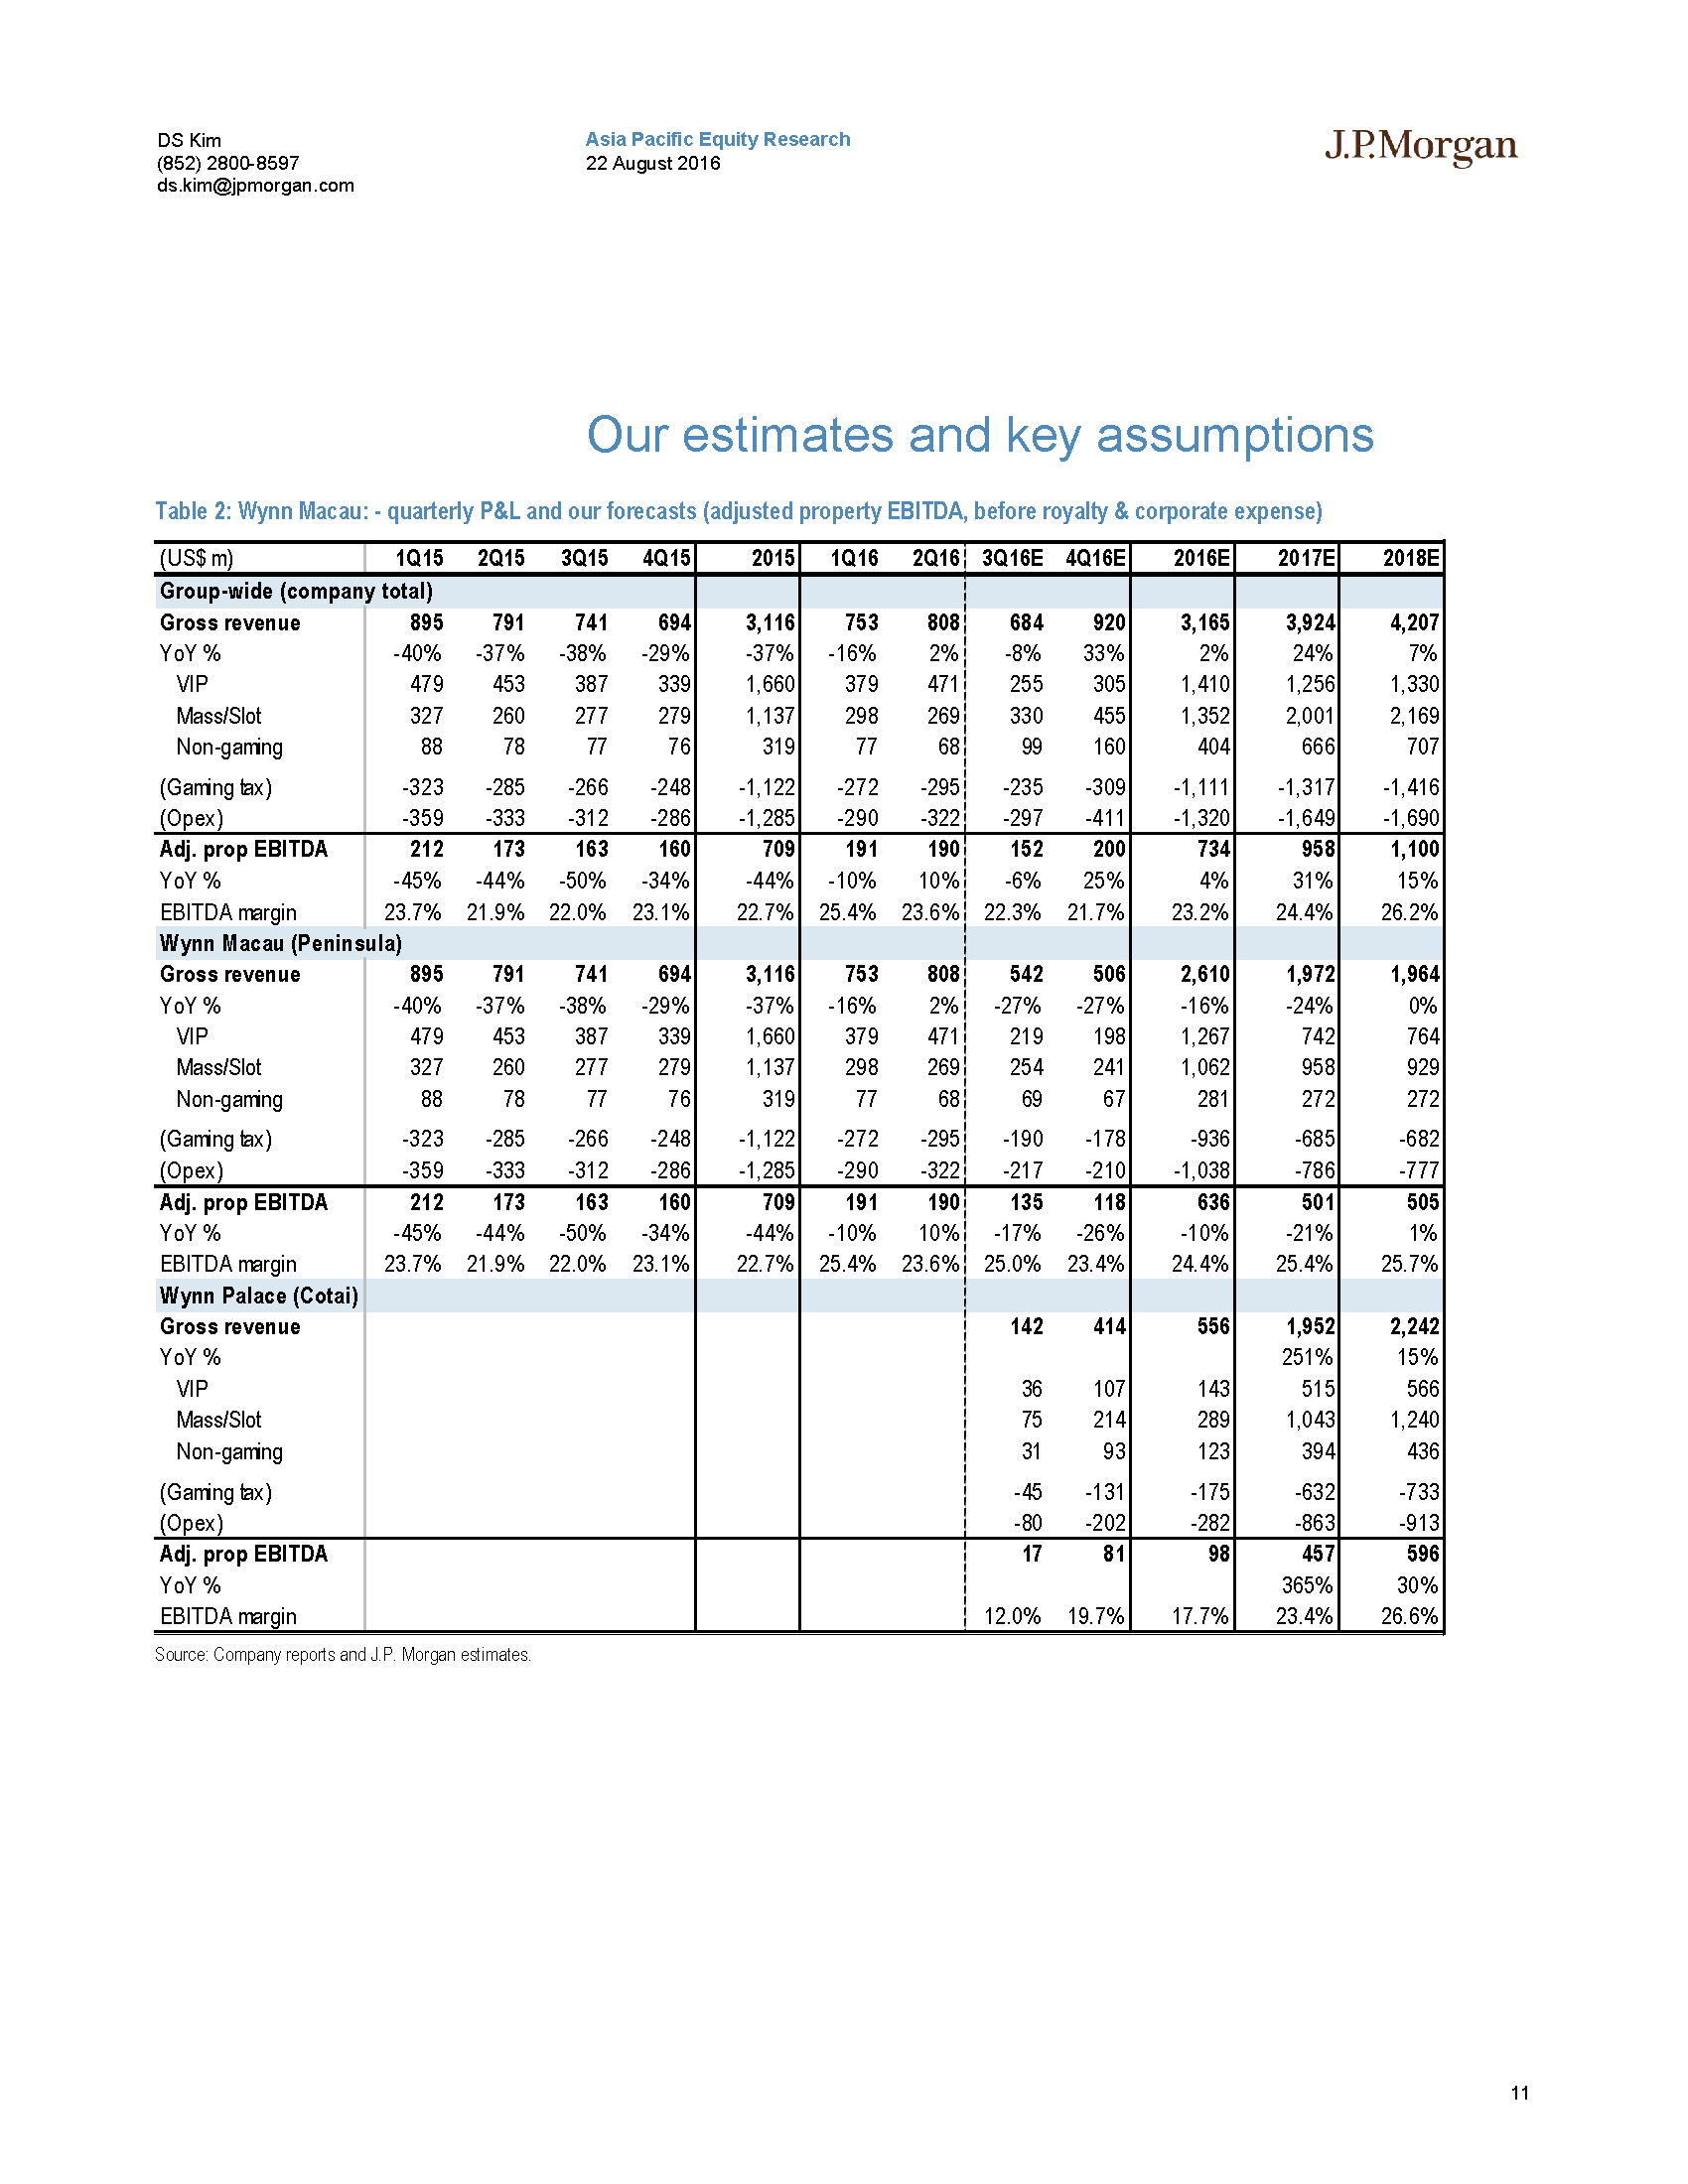 DS Kim
(852) 2800-8597
ds.kim@jpmorgan.com
Asia Pacific Equity Research
22 August 2016
J.P.Morgan
Our estimates and key assumptions
Table 2: Wynn Macau: - quarterly P&L and our forecasts (adjusted property EBITDA, before royalty & corporate expense)
(US$ m) 1Q15 2Q15 3Q15 4Q15 2015 1Q16 2Q16 3Q16E 4Q16E 2016E 2017E 2018E
Group-wide (company total)
Gross revenue 895 791 741 694 3,116 753 808 684 920 3,165 3,924 4,207
YoY % -40% -37% -38% -29% -37% -16% 2% -8% 33% 2% 24% 7%
VIP 479 453 387 339 1,660 379 471 255 305 1,410 1,256 1,330
Mass/Slot 327 260 277 279 1,137 298 269 330 455 1,352 2,001 2,169
Non-gaming 88 78 77 76 319 77 68 99 160 404 666 707
(Gaming tax) -323 -285 -266 -248 -1,122 -272 -295 -235 -309 -1,111 -1,317 -1,416
(Opex) -359 -333 -312 -286 -1,285 -290 -322 -297 -411 -1,320 -1,649 -1,690
Adj. prop EBITDA 212 173 163 160 709 191 190 152 200 734 958 1,100
YoY % -45% -44% -50% -34% -44% -10% 10% -6% 25% 4% 31% 15%
EBITDA margin 23.7% 21.9% 22.0% 23.1% 22.7% 25.4% 23.6% 22.3% 21.7% 23.2% 24.4% 26.2%
Wynn Macau (Peninsula)
Gross revenue 895 791 741 694 3,116 753 808 542 506 2,610 1,972 1,964
YoY % -40% -37% -38% -29% -37% -16% 2% -27% -27% -16% -24% 0%
VIP 479 453 387 339 1,660 379 471 219 198 1,267 742 764
Mass/Slot 327 260 277 279 1,137 298 269 254 241 1,062 958 929
Non-gaming 88 78 77 76 319 77 68 69 67 281 272 272
(Gaming tax) -323 -285 -266 -248 -1,122 -272 -295 -190 -178 -936 -685 -682
(Opex) -359 -333 -312 -286 -1,285 -290 -322 -217 -210 -1,038 -786 -777
Adj. prop EBITDA 212 173 163 160 709 191 190 135 118 636 501 505
YoY % -45% -44% -50% -34% -44% -10% 10% -17% -26% -10% -21% 1%
EBITDA margin 23.7% 21.9% 22.0% 23.1% 22.7% 25.4% 23.6% 25.0% 23.4% 24.4% 25.4% 25.7%
Wynn Palace (Cotai)
Gross revenue 142 414 556 1,952 2,242
YoY % 251% 15%
VIP 36 107 143 515 566
Mass/Slot 75 214 289 1,043 1,240
Non-gaming 31 93 123 394 436
(Gaming tax) -45 -131 -175 -632 -733
(Opex) -80 -202 -282 -863 -913
Adj. prop EBITDA 17 81 98 457 596
YoY % 365% 30%
EBITDA margin 12.0% 19.7% 17.7% 23.4% 26.6%
Source: Company reports and J.P. Morgan estimates.
11